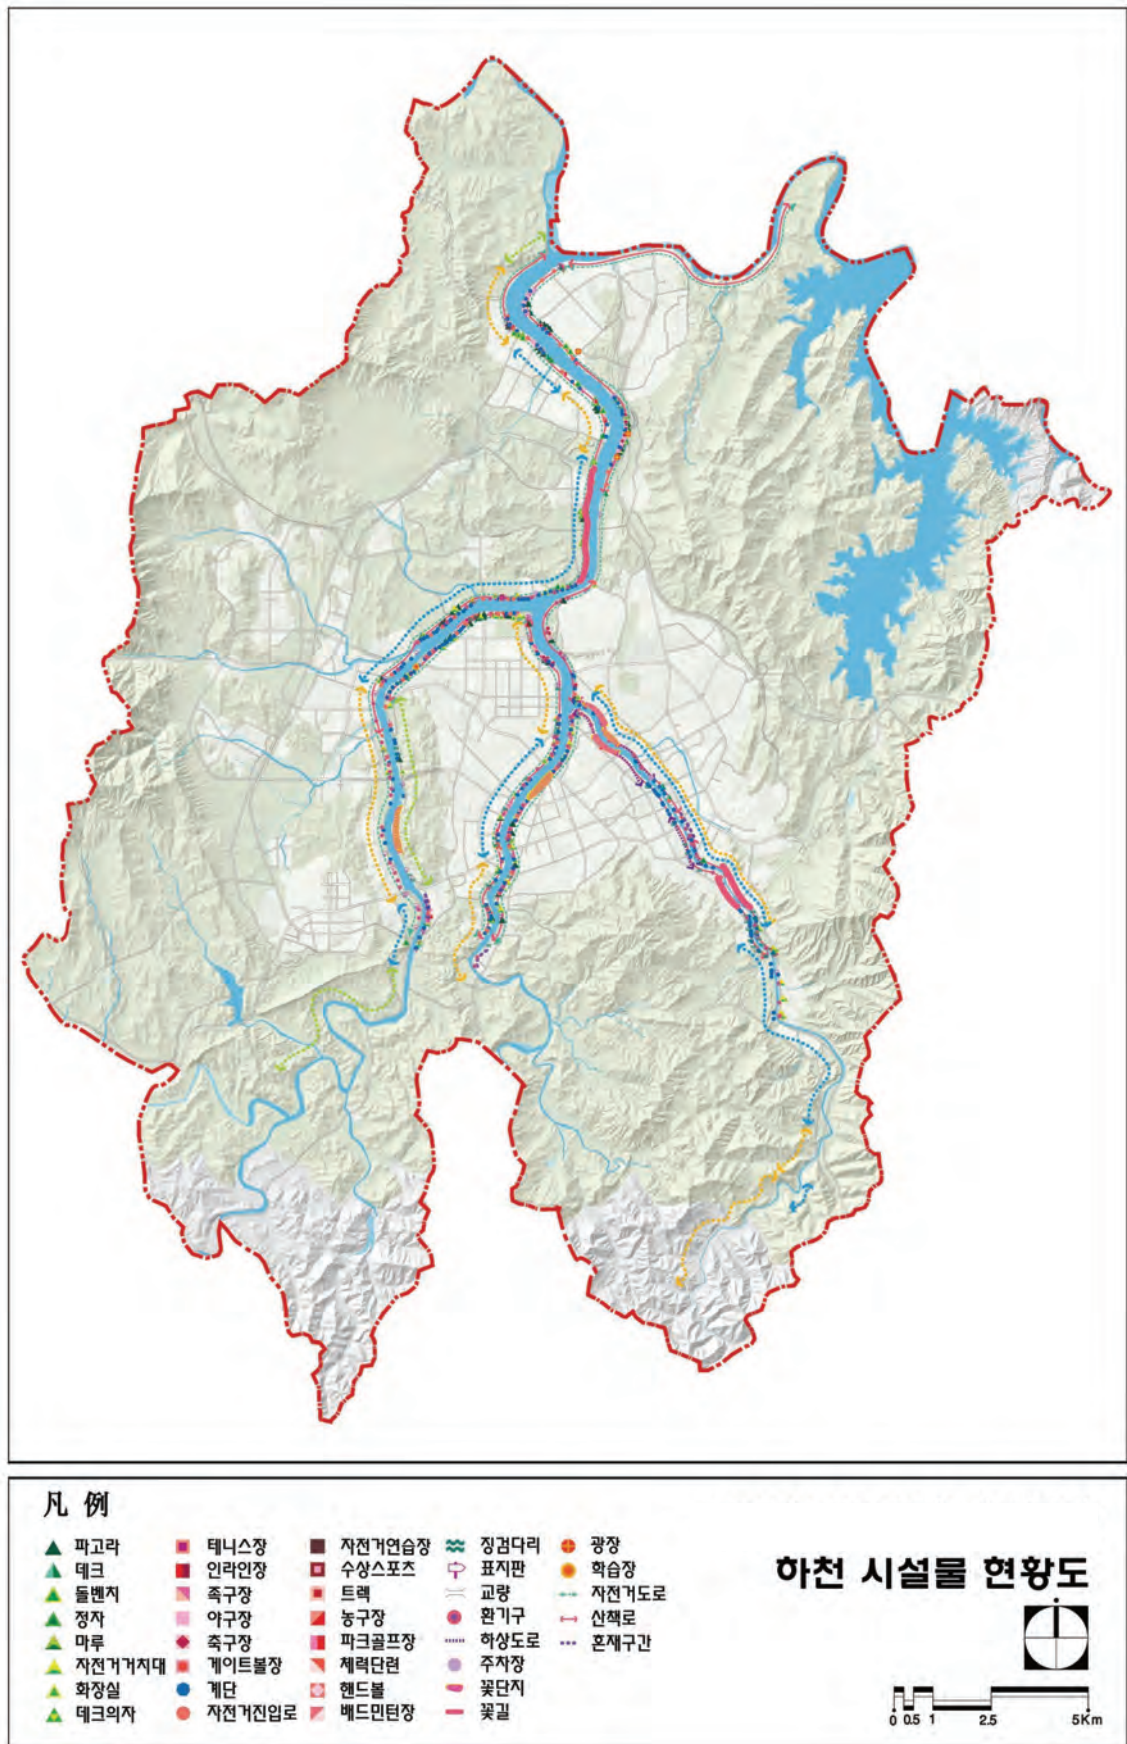 凡 例
파고라
데크
돌벤치
정자
마루
자전거거치대
화장실
데크의자
테니스장
인라인장
족구장
야구장
축구장
게이트볼장
계단
자전거진입로
자전거연습장
수상스포츠
트렉
농구장
파크골프장
체력단련
핸드볼
배드민턴장
징검다리
표지판
교량
환기구
하상도로
주차장
꽃단지
꽃길
광장
학습장
자전거도로
산책로
혼재구간
하천 시설물 현황도
0 0.5 1 2.5 5Km